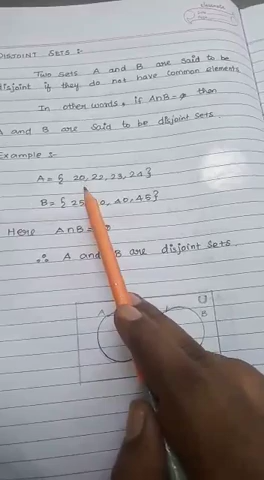 DISJOINT SETS :-
Two sets A and B are said to be
disjoint if they do not have common elements
In other words, if A∩B=ϕ then
A and B are said to be disjoint sets
Example :-
A = { 20, 22, 23, 24 }
B = { 25, 0, 40, 45 }
Here A∩B =
∴ A and B are disjoint sets.
U
A B